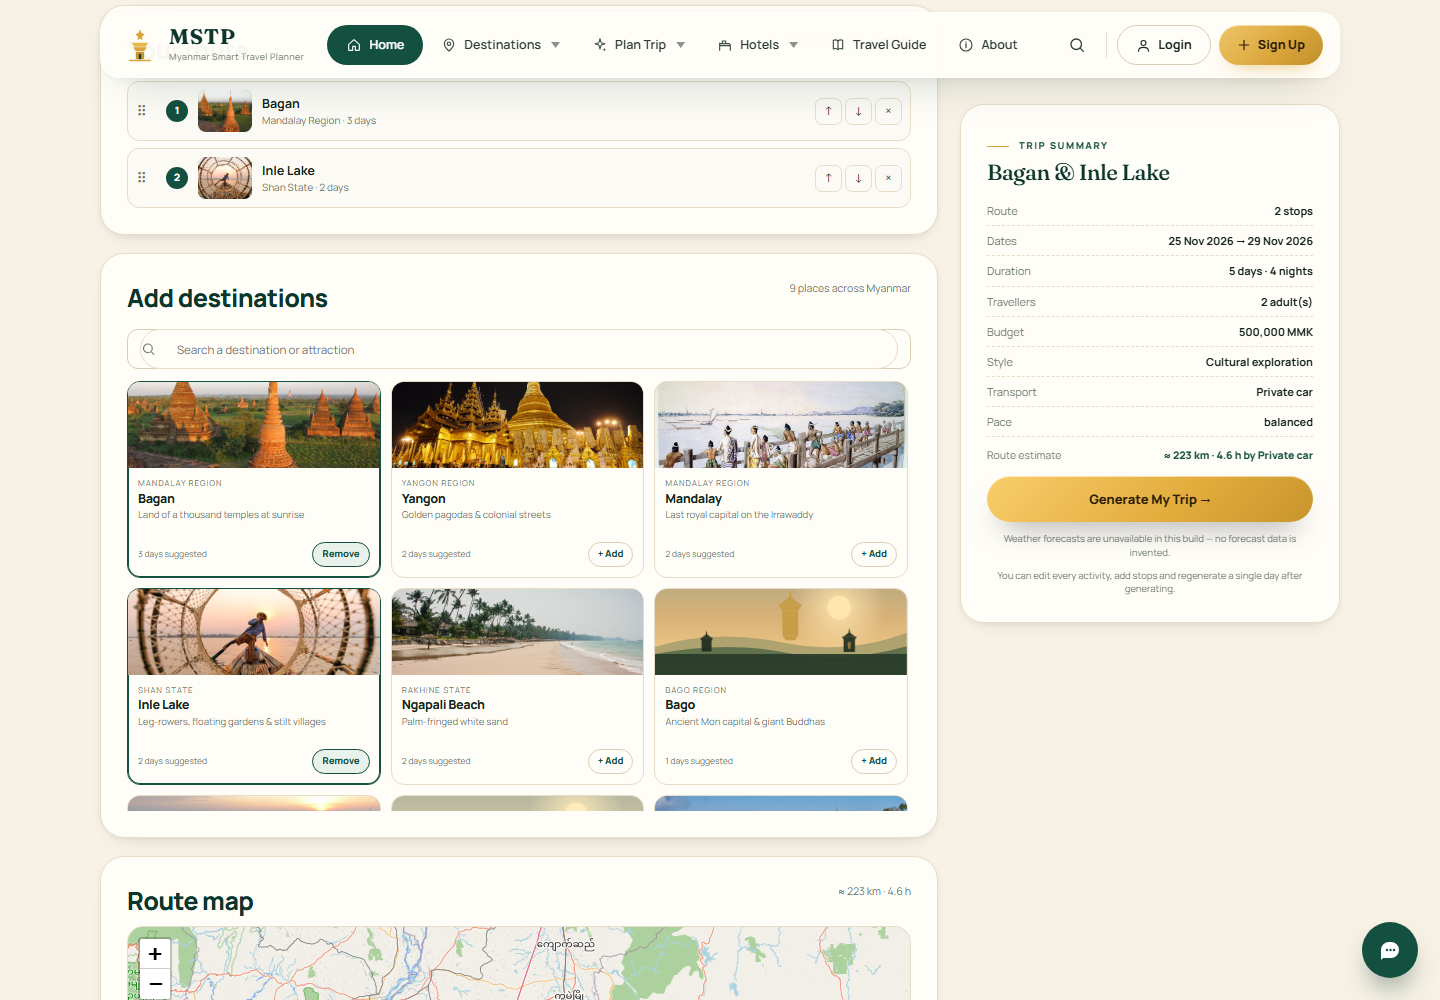 MSTP
Myanmar Smart Travel Planner
Home
Destinations
Plan Trip
Hotels
Travel Guide
About
Login
Sign Up
1
Bagan
Mandalay Region · 3 days
↑ ↓ ×
2
Inle Lake
Shan State · 2 days
↑ ↓ ×
Add destinations
9 places across Myanmar
Search a destination or attraction
MANDALAY REGION
Bagan
Land of a thousand temples at sunrise
3 days suggested
Remove
YANGON REGION
Yangon
Golden pagodas & colonial streets
2 days suggested
+ Add
MANDALAY REGION
Mandalay
Last royal capital on the Irrawaddy
2 days suggested
+ Add
SHAN STATE
Inle Lake
Leg-rowers, floating gardens & stilt villages
2 days suggested
Remove
RAKHINE STATE
Ngapali Beach
Palm-fringed white sand
2 days suggested
+ Add
BAGO REGION
Bago
Ancient Mon capital & giant Buddhas
1 days suggested
+ Add
Route map
≈ 223 km · 4.6 h
+
−
ကျောက်ဆည်
TRIP SUMMARY
Bagan & Inle Lake
Route 2 stops
Dates 25 Nov 2026 → 29 Nov 2026
Duration 5 days · 4 nights
Travellers 2 adult(s)
Budget 500,000 MMK
Style Cultural exploration
Transport Private car
Pace balanced
Route estimate ≈ 223 km · 4.6 h by Private car
Generate My Trip →
Weather forecasts are unavailable in this build — no forecast data is
invented.
You can edit every activity, add stops and regenerate a single day after
generating.